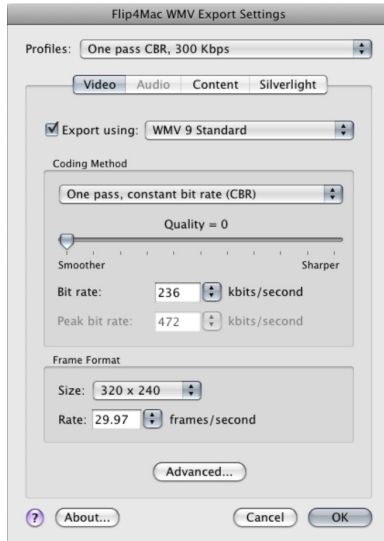 Flip4Mac WMV Export Settings
Profiles: One pass CBR, 300 Kbps
Video Audio Content Silverlight
Export using: WMV 9 Standard
Coding Method
One pass, constant bit rate (CBR)
Quality = 0
Smoother Sharper
Bit rate: 236 kbits/second
Peak bit rate: 472 kbits/second
Frame Format
Size: 320 x 240
Rate: 29.97 frames/second
Advanced...
? About... Cancel OK